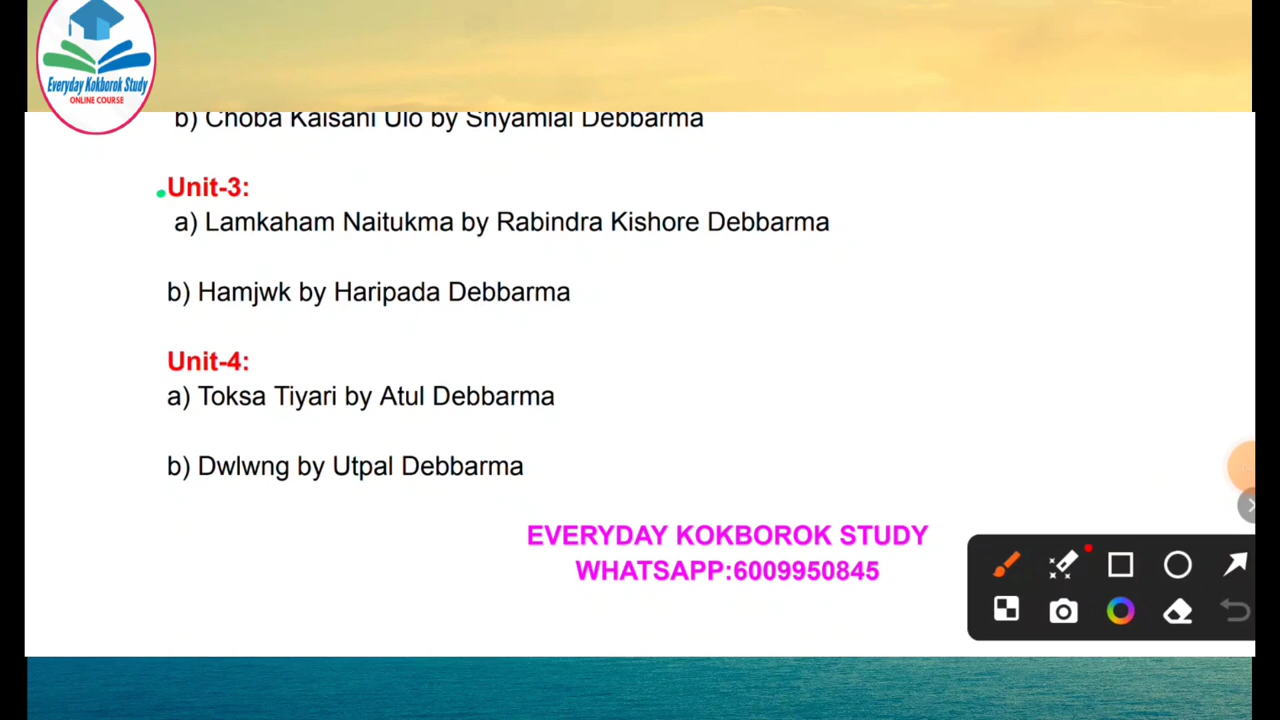 Everyday Kokborok Study
ONLINE COURSE
b) Choba Kaisani Ulo by Shyamlal Debbarma
Unit-3:
a) Lamkaham Naitukma by Rabindra Kishore Debbarma
b) Hamjwk by Haripada Debbarma
Unit-4:
a) Toksa Tiyari by Atul Debbarma
b) Dwlwng by Utpal Debbarma
EVERYDAY KOKBOROK STUDY
WHATSAPP:6009950845